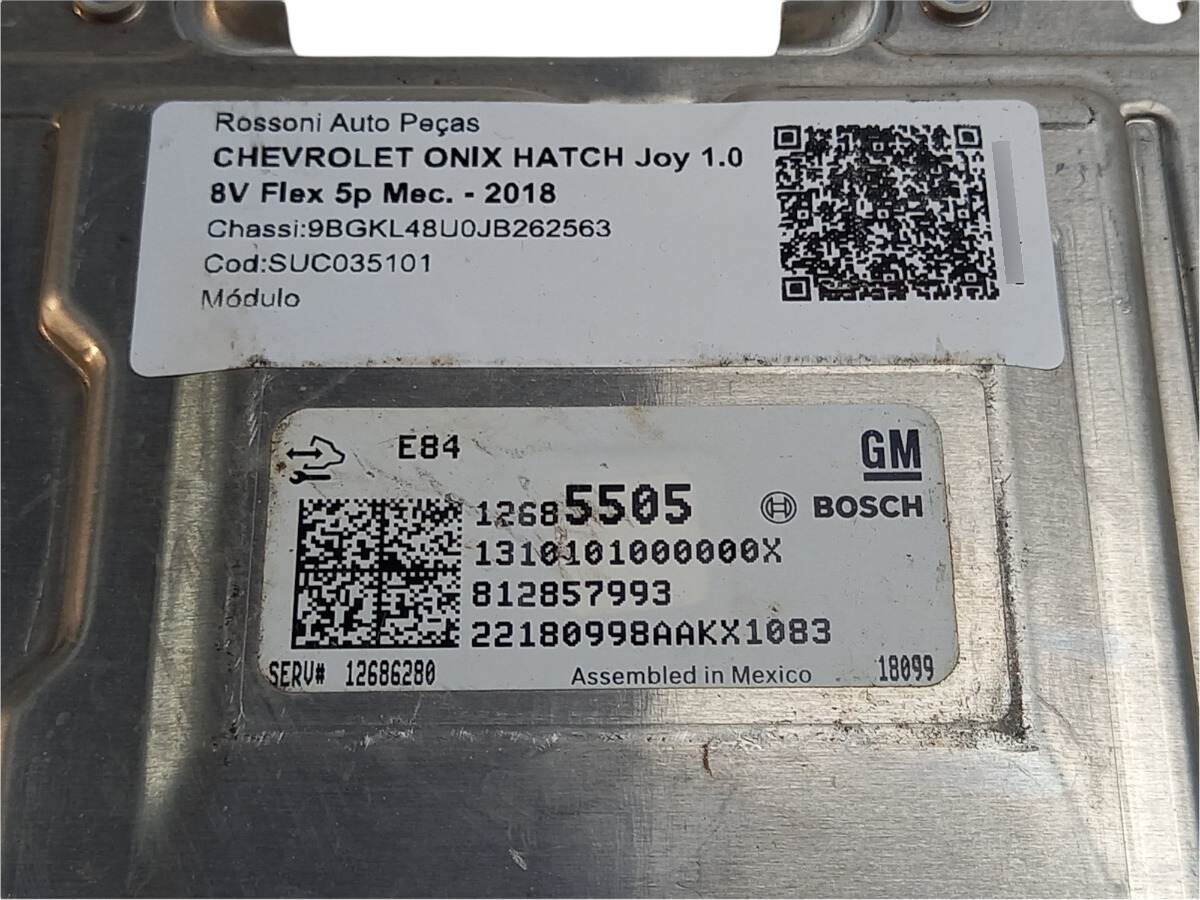 Rossoni Auto Peças
CHEVROLET ONIX HATCH Joy 1.0
8V Flex 5p Mec. - 2018
Chassi:9BGKL48U0JB262563
Cod:SUC035101
Módulo
E84
GM
12685505
BOSCH
1310101000000X
812857993
22180998AAKX1083
SERV# 12686280
Assembled in Mexico
18099